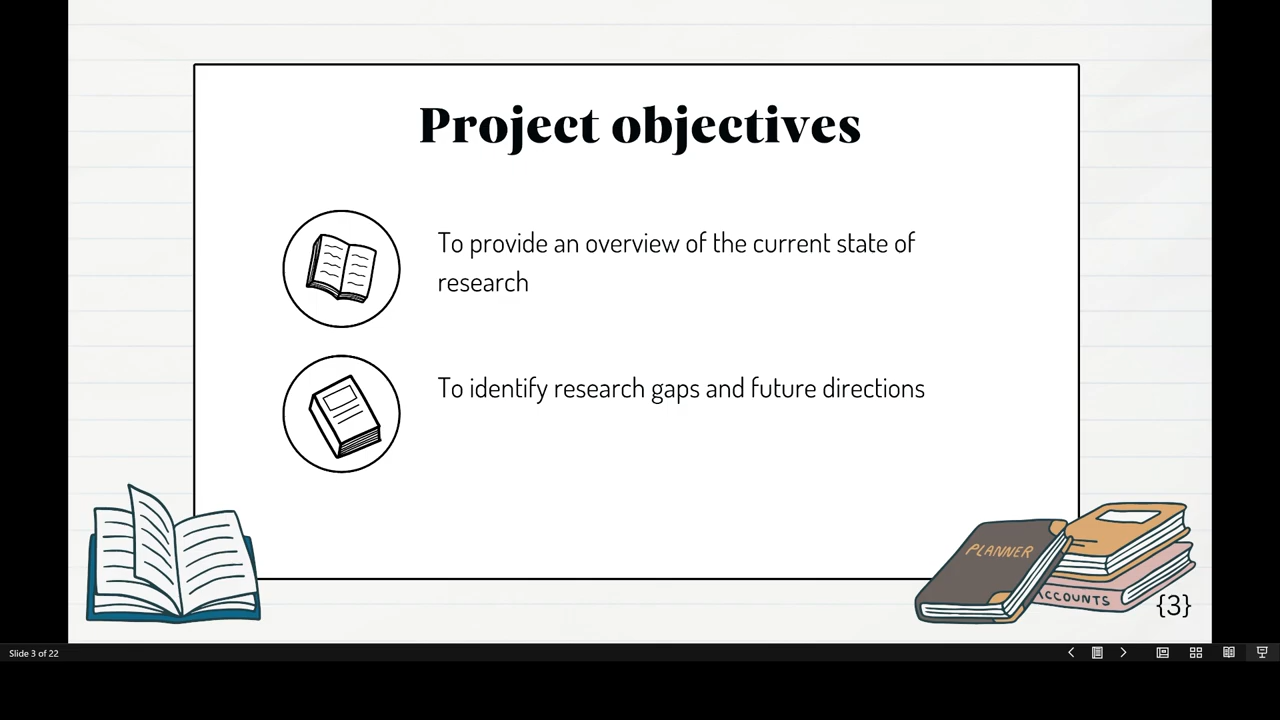 Project objectives
To provide an overview of the current state of
research
To identify research gaps and future directions
PLANNER
ACCOUNTS
{3}
Slide 3 of 22